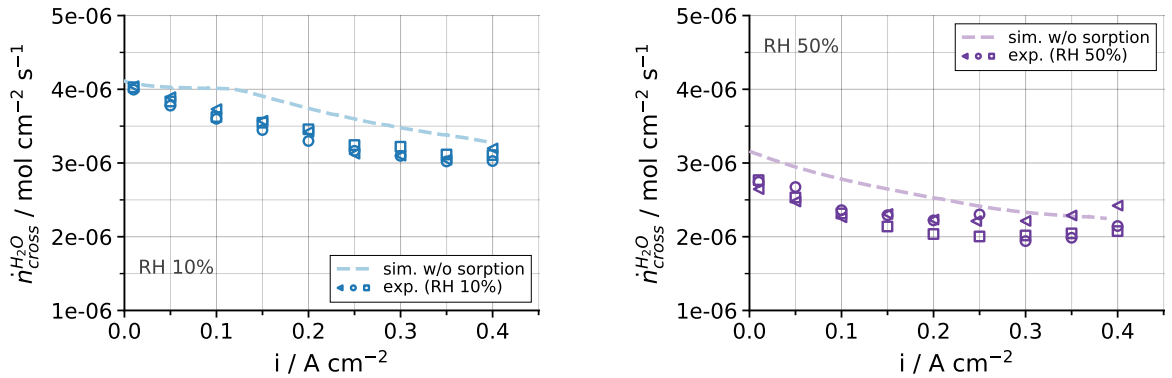 5e-06
4e-06
3e-06
2e-06
1e-06
ṅ_cross^H₂O / mol cm⁻² s⁻¹
RH 10%
sim. w/o sorption
exp. (RH 10%)
0.0 0.1 0.2 0.3 0.4
i / A cm⁻²
5e-06
4e-06
3e-06
2e-06
1e-06
ṅ_cross^H₂O / mol cm⁻² s⁻¹
RH 50%
sim. w/o sorption
exp. (RH 50%)
0.0 0.1 0.2 0.3 0.4
i / A cm⁻²